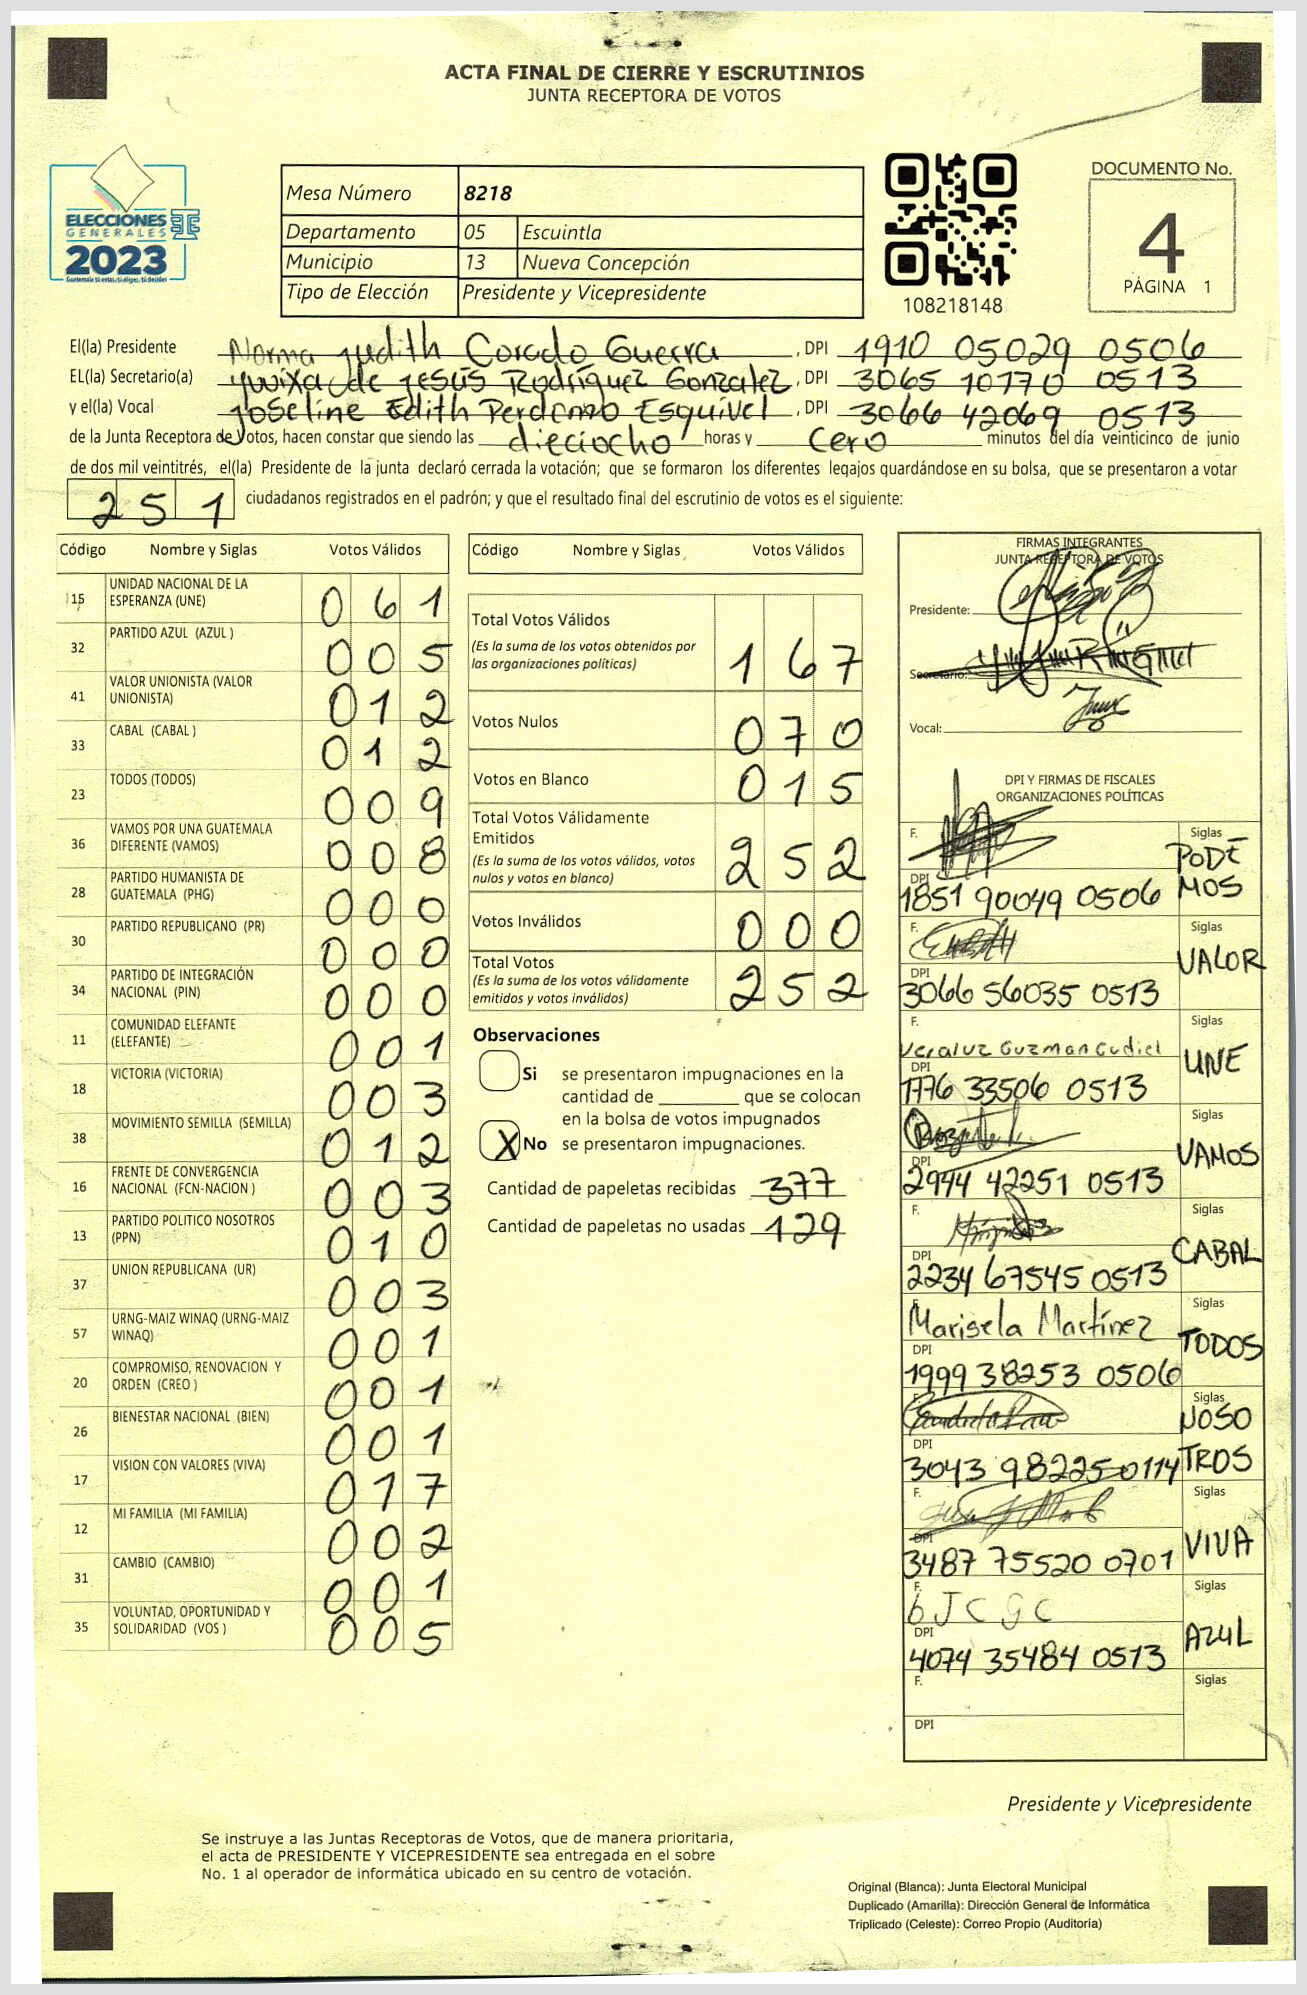 ACTA FINAL DE CIERRE Y ESCRUTINIOS
JUNTA RECEPTORA DE VOTOS
ELECCIONES
GENERALES
2023
Mesa Número 8218
Departamento 05 Escuintla
Municipio 13 Nueva Concepción
Tipo de Elección Presidente y Vicepresidente
108218148
DOCUMENTO No.
4
PÁGINA 1
El(la) Presidente Norma Judith Corado Guerra, DPI 1910 05029 0506
EL(la) Secretario(a) de Jesús Rodríguez Gonzalez, DPI 3065 10770 0513
y el(la) Vocal Joseline Edith Perdomo Esquivel, DPI 3066 42069 0513
de la Junta Receptora de Votos, hacen constar que siendo las dieciocho horas y cero minutos del día veinticinco de junio
de dos mil veintitrés, el(la) Presidente de la junta declaró cerrada la votación; que se formaron los diferentes legajos guardándose en su bolsa, que se presentaron a votar
251 ciudadanos registrados en el padrón; y que el resultado final del escrutinio de votos es el siguiente:
Código Nombre y Siglas Votos Válidos
15 UNIDAD NACIONAL DE LA ESPERANZA (UNE) 061
32 PARTIDO AZUL (AZUL ) 005
41 VALOR UNIONISTA (VALOR UNIONISTA) 012
33 CABAL (CABAL ) 012
23 TODOS (TODOS) 009
36 VAMOS POR UNA GUATEMALA DIFERENTE (VAMOS) 008
28 PARTIDO HUMANISTA DE GUATEMALA (PHG) 000
30 PARTIDO REPUBLICANO (PR) 000
34 PARTIDO DE INTEGRACIÓN NACIONAL (PIN) 000
11 COMUNIDAD ELEFANTE (ELEFANTE) 001
18 VICTORIA (VICTORIA) 003
38 MOVIMIENTO SEMILLA (SEMILLA) 012
16 FRENTE DE CONVERGENCIA NACIONAL (FCN-NACION ) 003
13 PARTIDO POLITICO NOSOTROS (PPN) 010
37 UNION REPUBLICANA (UR) 003
57 URNG-MAIZ WINAQ (URNG-MAIZ WINAQ) 001
20 COMPROMISO, RENOVACION Y ORDEN (CREO ) 001
26 BIENESTAR NACIONAL (BIEN) 001
17 VISION CON VALORES (VIVA) 017
12 MI FAMILIA (MI FAMILIA) 002
31 CAMBIO (CAMBIO) 001
35 VOLUNTAD, OPORTUNIDAD Y SOLIDARIDAD (VOS ) 005
Código Nombre y Siglas Votos Válidos
Total Votos Válidos
(Es la suma de los votos obtenidos por las organizaciones políticas) 167
Votos Nulos 070
Votos en Blanco 015
Total Votos Válidamente Emitidos
(Es la suma de los votos válidos, votos nulos y votos en blanco) 252
Votos Inválidos 000
Total Votos
(Es la suma de los votos válidamente emitidos y votos inválidos) 252
Observaciones
Si se presentaron impugnaciones en la
cantidad de ________ que se colocan
en la bolsa de votos impugnados
X No se presentaron impugnaciones.
Cantidad de papeletas recibidas 377
Cantidad de papeletas no usadas 129
FIRMAS INTEGRANTES
JUNTA RECEPTORA DE VOTOS
Presidente:
Secretario:
Vocal:
DPI Y FIRMAS DE FISCALES
ORGANIZACIONES POLÍTICAS
F. Siglas PODEMOS
DPI 1851 90049 0506
F. Siglas VALOR
DPI 3066 56035 0513
F. Veraluz Guzman Gudiel Siglas UNE
DPI 1776 33506 0513
F. Siglas VAMOS
DPI 2944 42251 0513
F. Siglas CABAL
DPI 2234 67545 0513
F. Marisela Martínez Siglas TODOS
DPI 1999 38253 0506
F. Siglas NOSOTROS
DPI 3043 98225 0114
F. Siglas VIVA
DPI 3487 75520 0701
F. Siglas AZUL
DPI 4074 35484 0513
F. Siglas
DPI
Presidente y Vicepresidente
Se instruye a las Juntas Receptoras de Votos, que de manera prioritaria,
el acta de PRESIDENTE Y VICEPRESIDENTE sea entregada en el sobre
No. 1 al operador de informática ubicado en su centro de votación.
Original (Blanca): Junta Electoral Municipal
Duplicado (Amarilla): Dirección General de Informática
Triplicado (Celeste): Correo Propio (Auditoría)